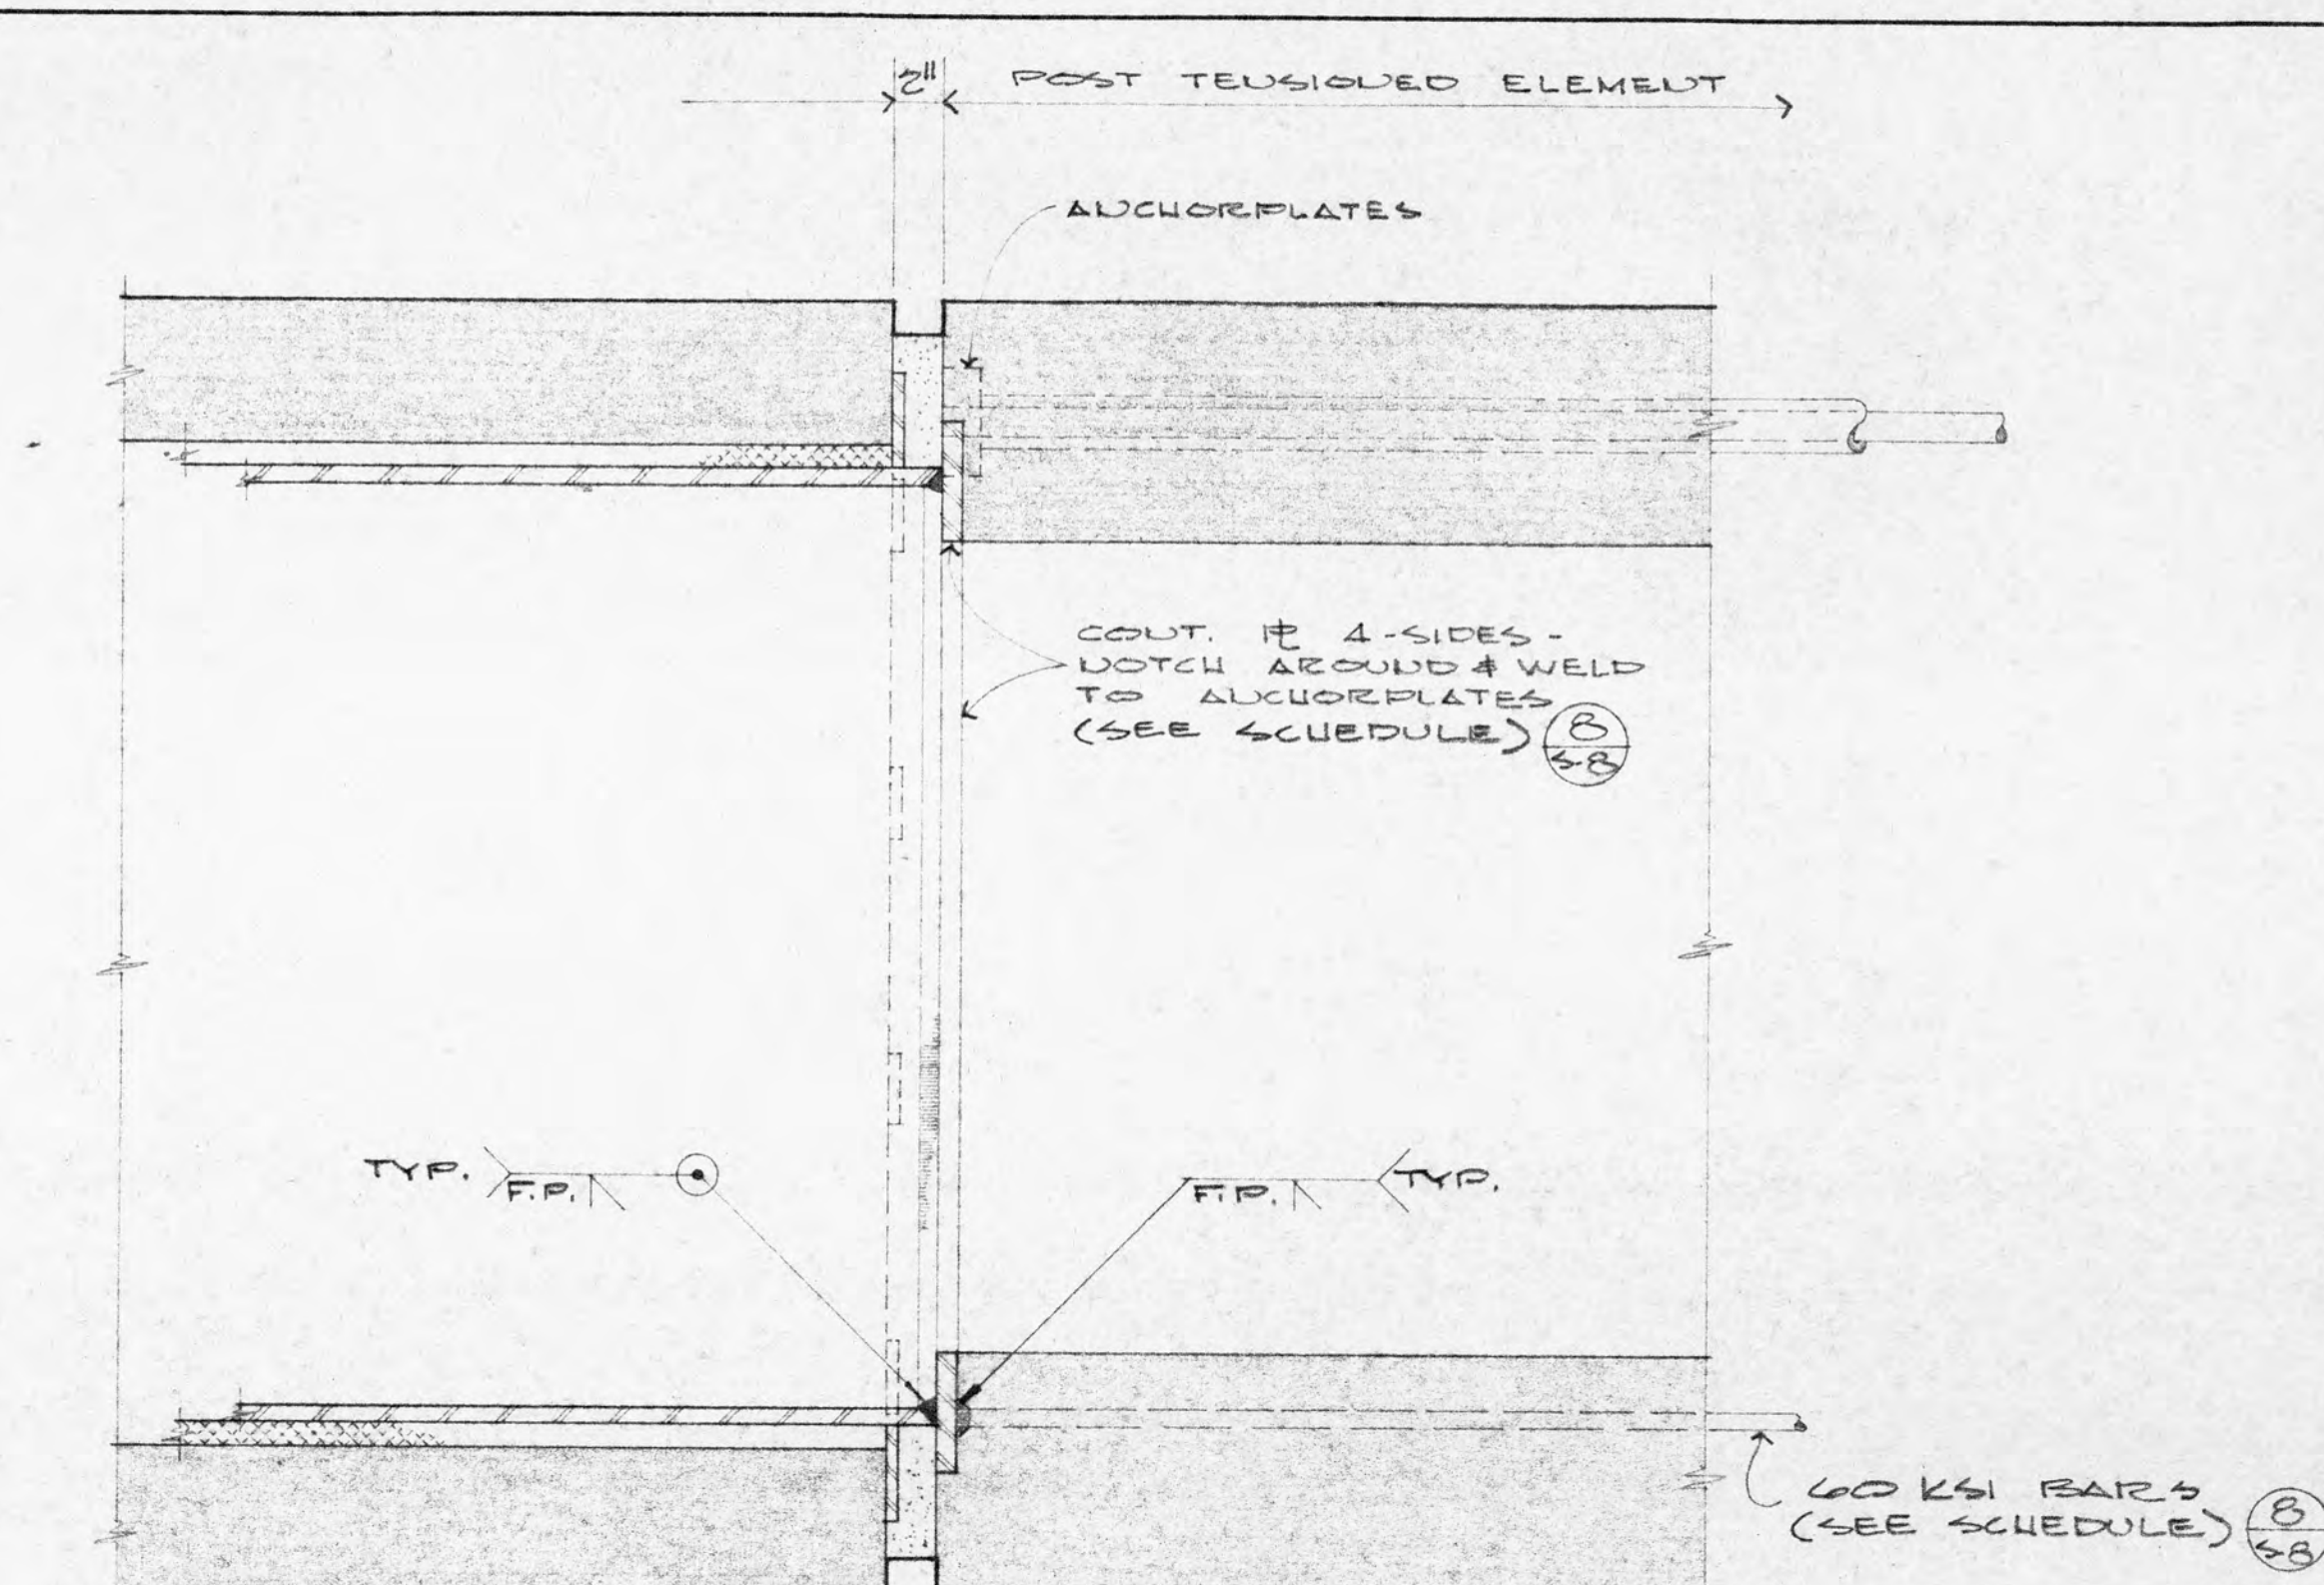 2"
POST TENSIONED ELEMENT
ANCHORPLATES
CONT. ⅊ 4-SIDES -
NOTCH AROUND & WELD
TO ANCHORPLATES
(SEE SCHEDULE) 8
S-8
TYP. F.P.
F.P. TYP.
60 KSI BARS
(SEE SCHEDULE) 8
S-8